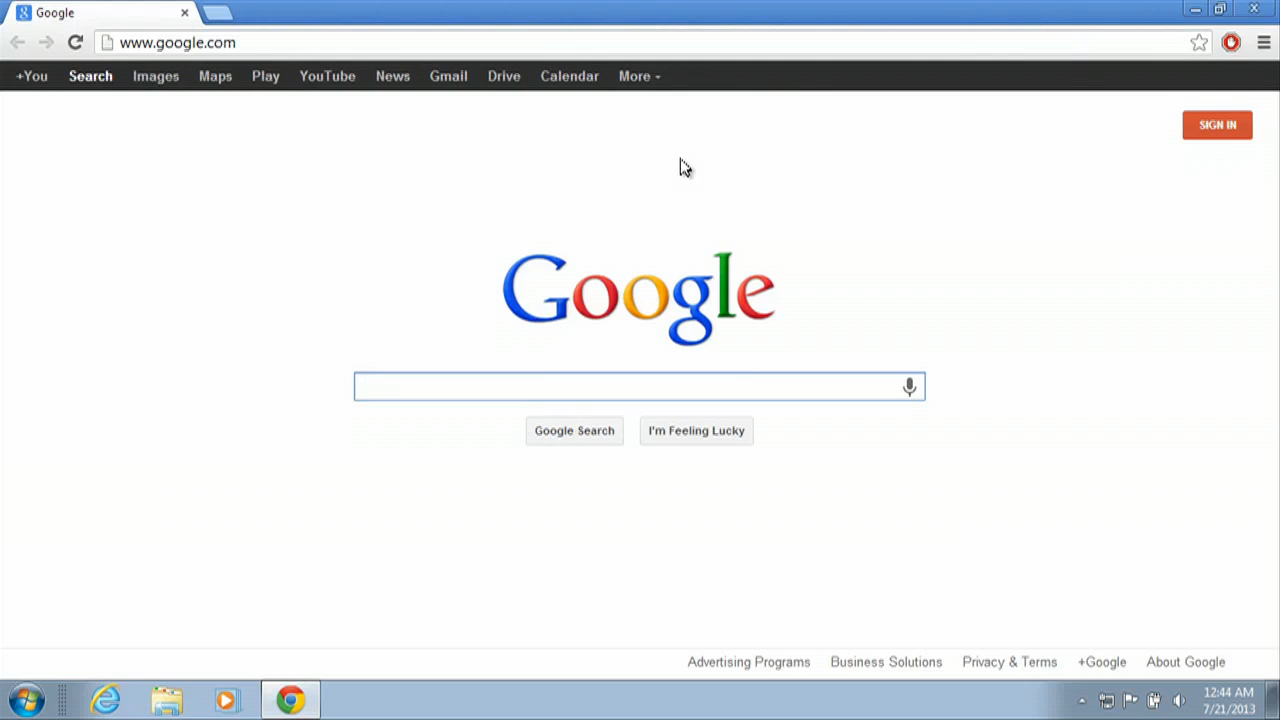 Google
www.google.com
+You Search Images Maps Play YouTube News Gmail Drive Calendar More
SIGN IN
Google
Google Search I'm Feeling Lucky
Advertising Programs Business Solutions Privacy & Terms +Google About Google
12:44 AM
7/21/2013